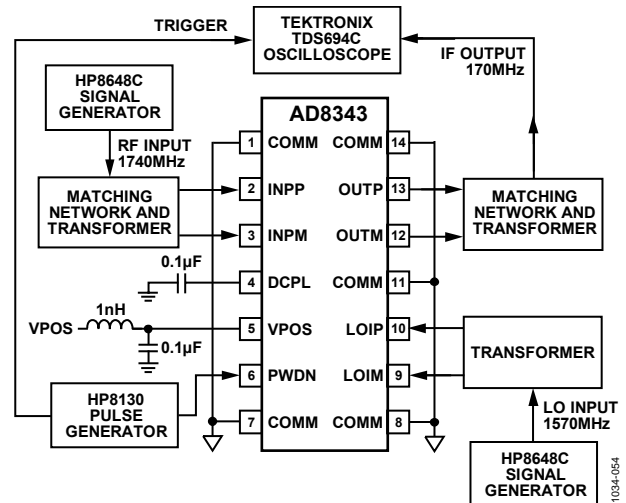 TRIGGER
TEKTRONIX
TDS694C
OSCILLOSCOPE
IF OUTPUT
170MHz
HP8648C
SIGNAL
GENERATOR
RF INPUT
1740MHz
MATCHING
NETWORK AND
TRANSFORMER
AD8343
1 COMM COMM 14
2 INPP OUTP 13
3 INPM OUTM 12
4 DCPL COMM 11
5 VPOS LOIP 10
6 PWDN LOIM 9
7 COMM COMM 8
0.1µF
1nH
VPOS
0.1µF
HP8130
PULSE
GENERATOR
MATCHING
NETWORK AND
TRANSFORMER
TRANSFORMER
LO INPUT
1570MHz
HP8648C
SIGNAL
GENERATOR
1034-054